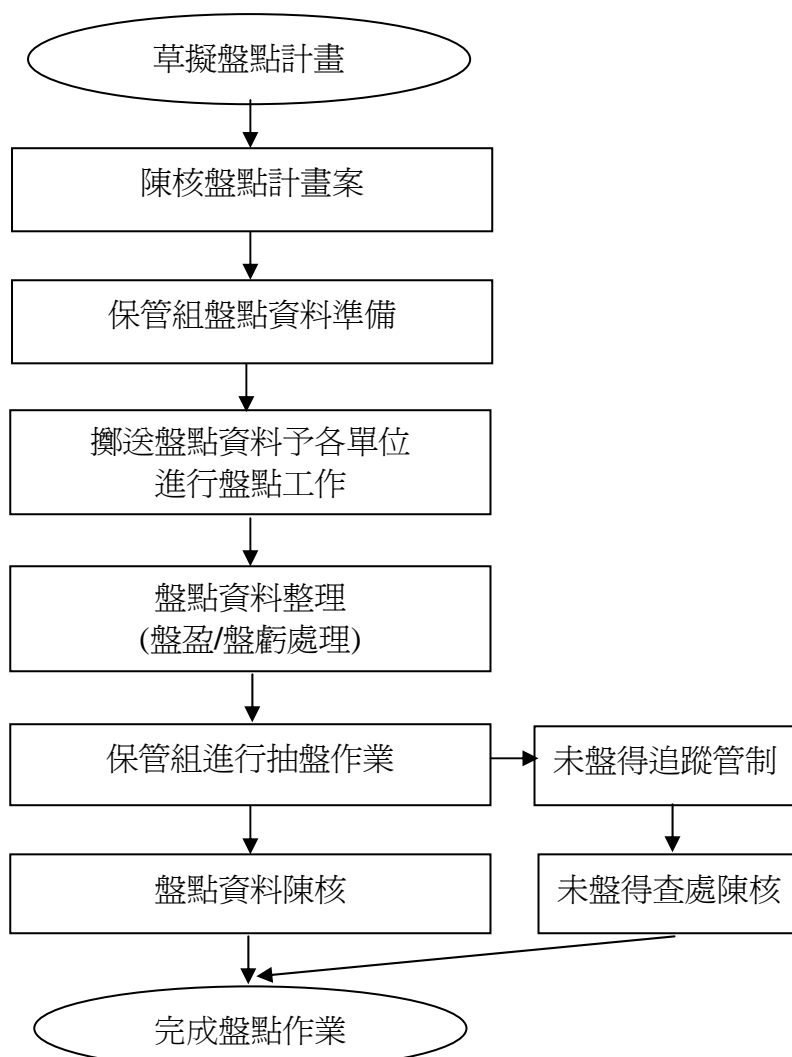 草擬盤點計畫
陳核盤點計畫案
保管組盤點資料準備
擲送盤點資料予各單位
進行盤點工作
盤點資料整理
(盤盈/盤虧處理)
保管組進行抽盤作業
未盤得追蹤管制
盤點資料陳核
未盤得查處陳核
完成盤點作業